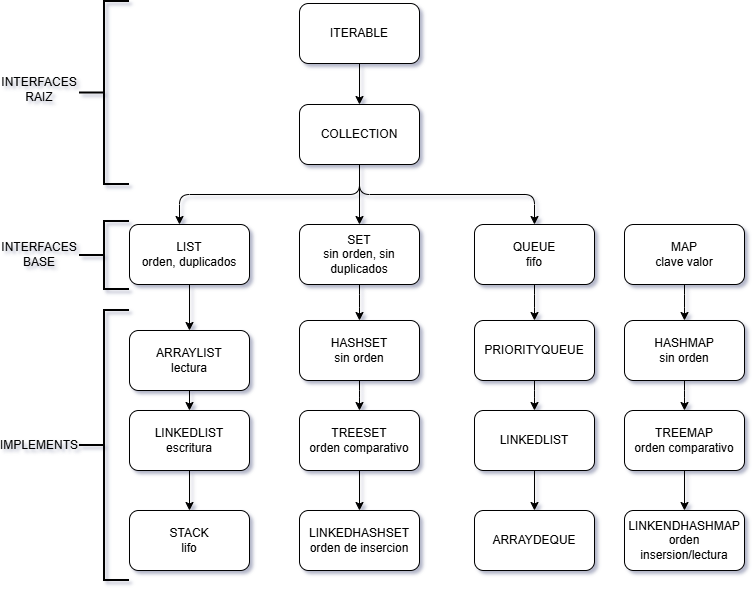 ITERABLE
INTERFACES
RAIZ
COLLECTION
INTERFACES
BASE
LIST
orden, duplicados
SET
sin orden, sin
duplicados
QUEUE
fifo
MAP
clave valor
IMPLEMENTS
ARRAYLIST
lectura
HASHSET
sin orden
PRIORITYQUEUE
HASHMAP
sin orden
LINKEDLIST
escritura
TREESET
orden comparativo
LINKEDLIST
TREEMAP
orden comparativo
STACK
lifo
LINKEDHASHSET
orden de insercion
ARRAYDEQUE
LINKENDHASHMAP
orden
insersion/lectura